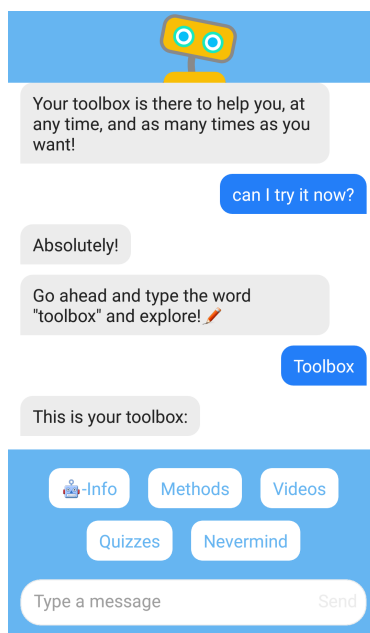 Your toolbox is there to help you, at
any time, and as many times as you
want!
can I try it now?
Absolutely!
Go ahead and type the word
"toolbox" and explore!🖍️
Toolbox
This is your toolbox:
🤖-Info
Methods
Videos
Quizzes
Nevermind
Type a message
Send